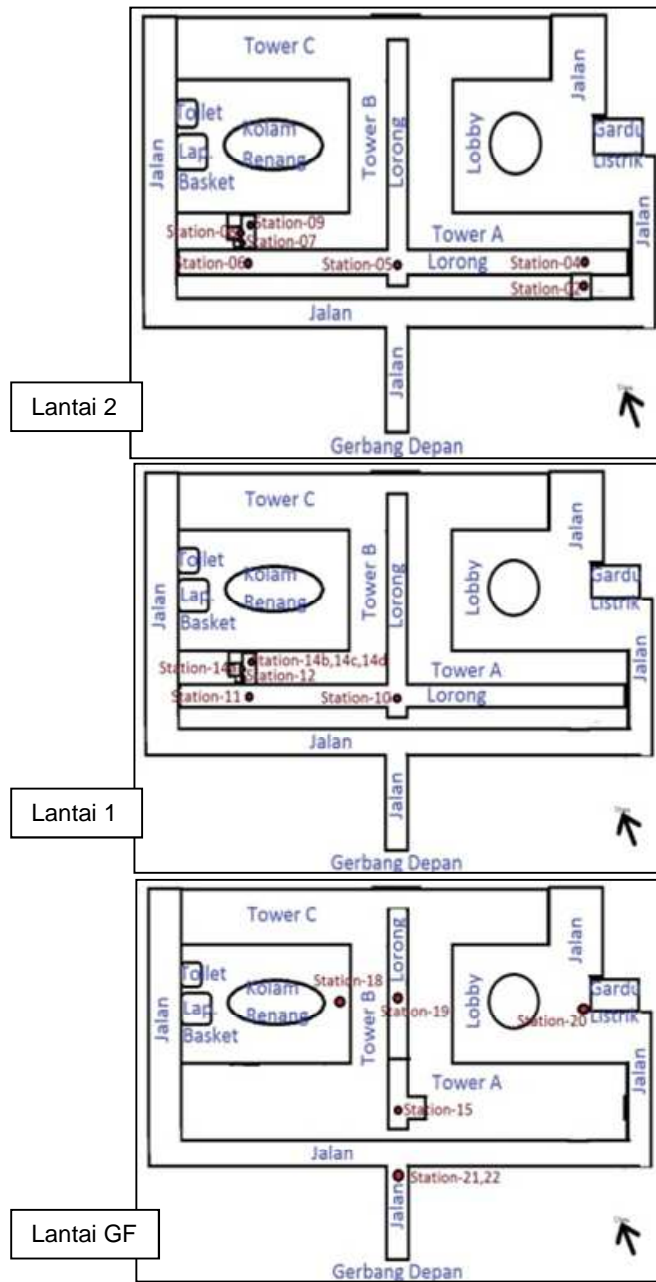 Tower C
Jalan
Toilet
Kolam
Renang
Tower B
Lorong
Lobby
Gardu
Listrik
Jalan
Lap.
Basket
Jalan
Station-09
Station-08
Station-07
Tower A
Station-06
Station-05
Lorong
Station-04
Station-02
Jalan
Jalan
Lantai 2
Gerbang Depan
Tower C
Jalan
Toilet
Kolam
Renang
Tower B
Lorong
Lobby
Gardu
Listrik
Jalan
Lap.
Basket
Jalan
Station-14b,14c,14d
Station-14a
Station-12
Tower A
Station-11
Station-10
Lorong
Jalan
Jalan
Lantai 1
Gerbang Depan
Tower C
Lorong
Jalan
Toilet
Station-18
Kolam
Renang
Tower B
Station-19
Lobby
Gardu
Listrik
Station-20
Jalan
Lap.
Basket
Jalan
Tower A
Station-15
Jalan
Station-21,22
Jalan
Lantai GF
Gerbang Depan